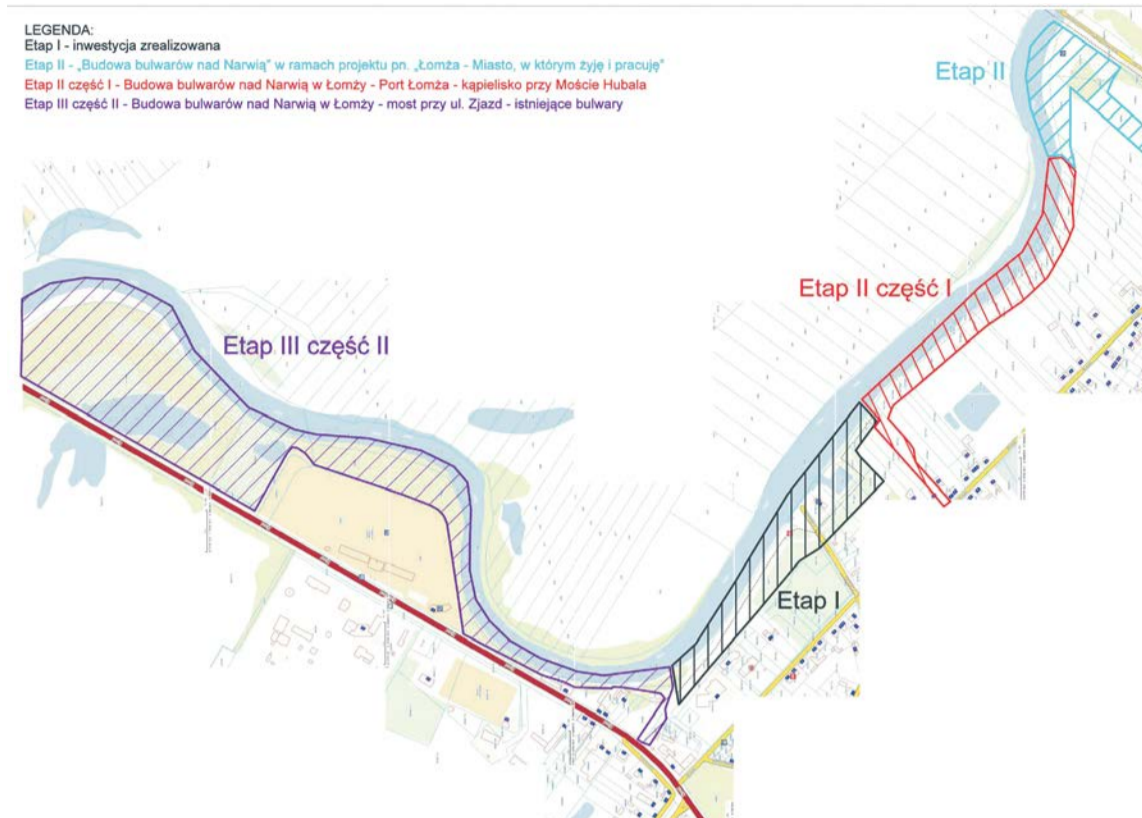 LEGENDA:
Etap I - inwestycja zrealizowana
Etap II - „Budowa bulwarów nad Narwią” w ramach projektu pn. „Łomża - Miasto, w którym żyję i pracuję”
Etap II część I - Budowa bulwarów nad Narwią w Łomży - Port Łomża - kąpielisko przy Moście Hubala
Etap III część II - Budowa bulwarów nad Narwią w Łomży - most przy ul. Zjazd - istniejące bulwary
Etap II
Etap II część I
Etap III część II
Etap I